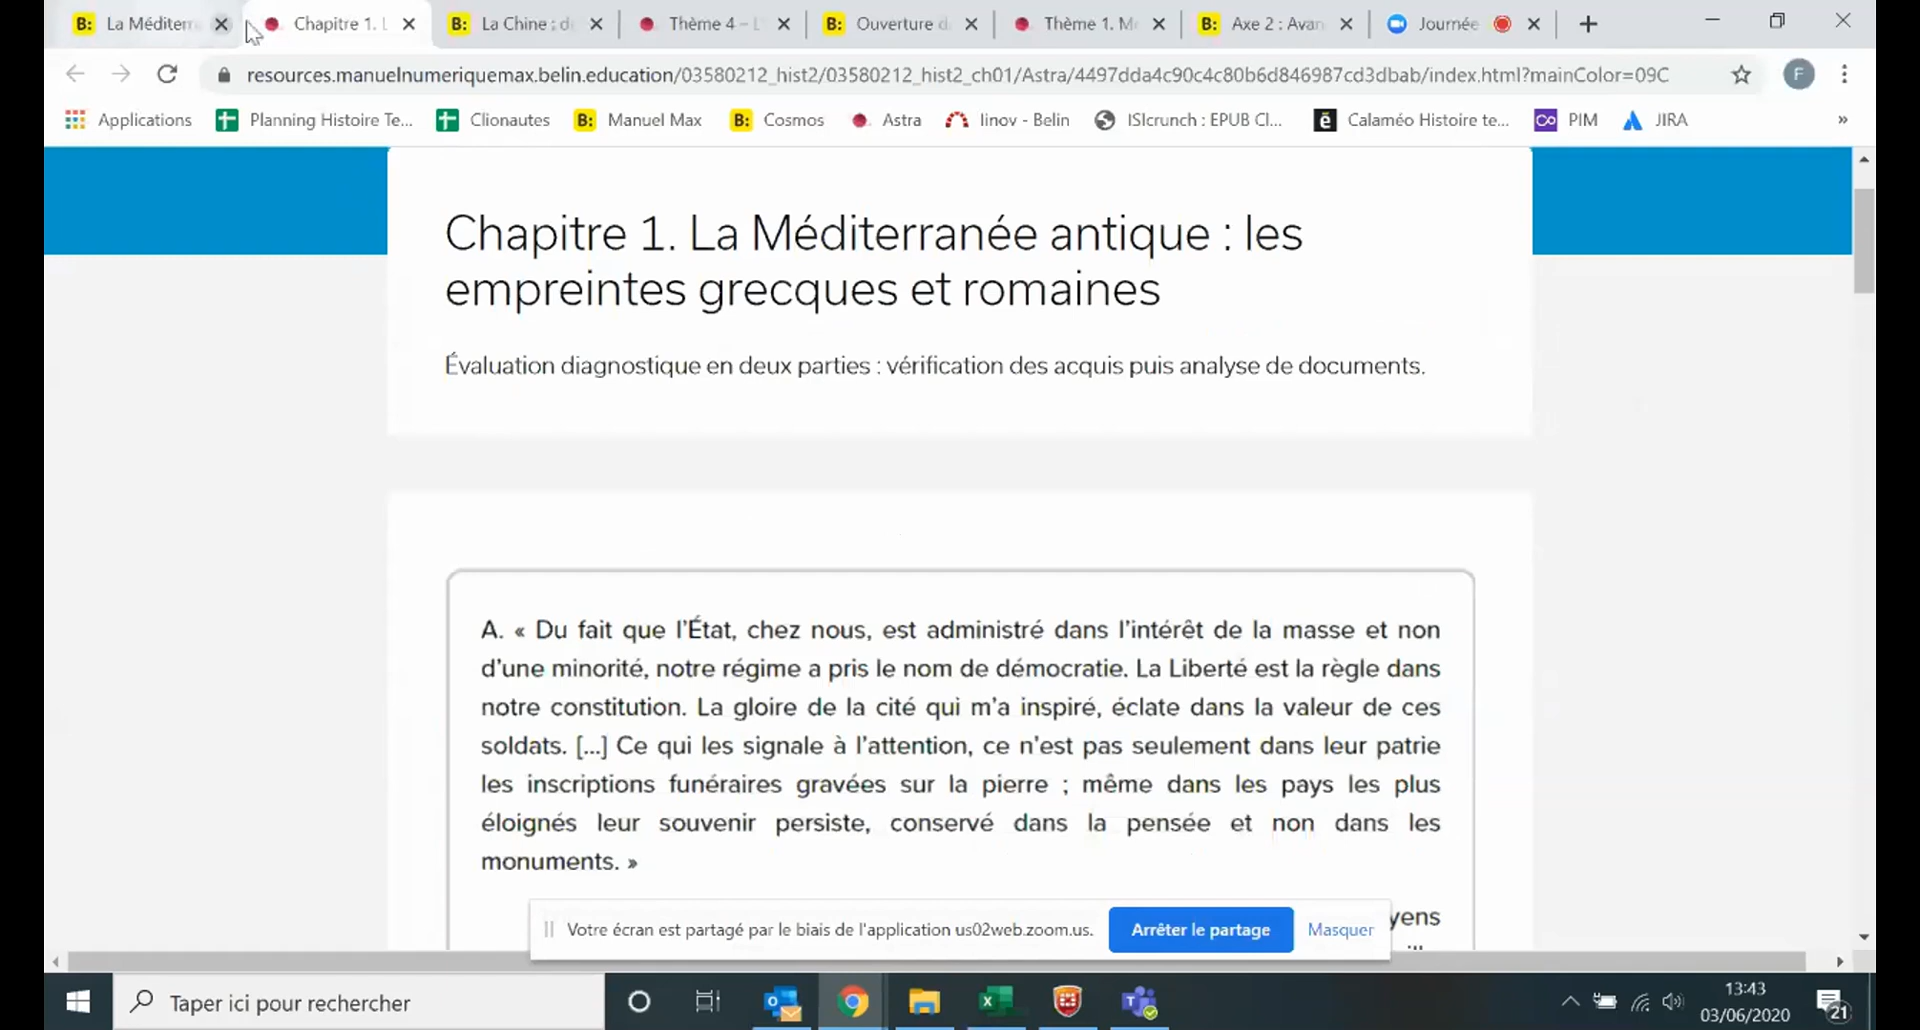 B: La Méditerr
Chapitre 1. L
B: La Chine : d
Thème 4 –
B: Ouverture d
Thème 1. M
B: Axe 2 : Avan
Journée
resources.manuelnumeriquemax.belin.education/03580212_hist2/03580212_hist2_ch01/Astra/4497dda4c90c4c80b6d846987cd3dbab/index.html?mainColor=09C
F
Applications
Planning Histoire Te...
Clionautes
B: Manuel Max
B: Cosmos
Astra
Iinov - Belin
ISIcrunch : EPUB Cl...
ē Calaméo Histoire te...
PIM
JIRA
»
Chapitre 1. La Méditerranée antique : les
empreintes grecques et romaines
Évaluation diagnostique en deux parties : vérification des acquis puis analyse de documents.
A. « Du fait que l'État, chez nous, est administré dans l'intérêt de la masse et non
d'une minorité, notre régime a pris le nom de démocratie. La Liberté est la règle dans
notre constitution. La gloire de la cité qui m'a inspiré, éclate dans la valeur de ces
soldats. [...] Ce qui les signale à l'attention, ce n'est pas seulement dans leur patrie
les inscriptions funéraires gravées sur la pierre ; même dans les pays les plus
éloignés leur souvenir persiste, conservé dans la pensée et non dans les
monuments. »
yens
Votre écran est partagé par le biais de l'application us02web.zoom.us.
Arrêter le partage
Masquer
Taper ici pour rechercher
13:43
03/06/2020
21